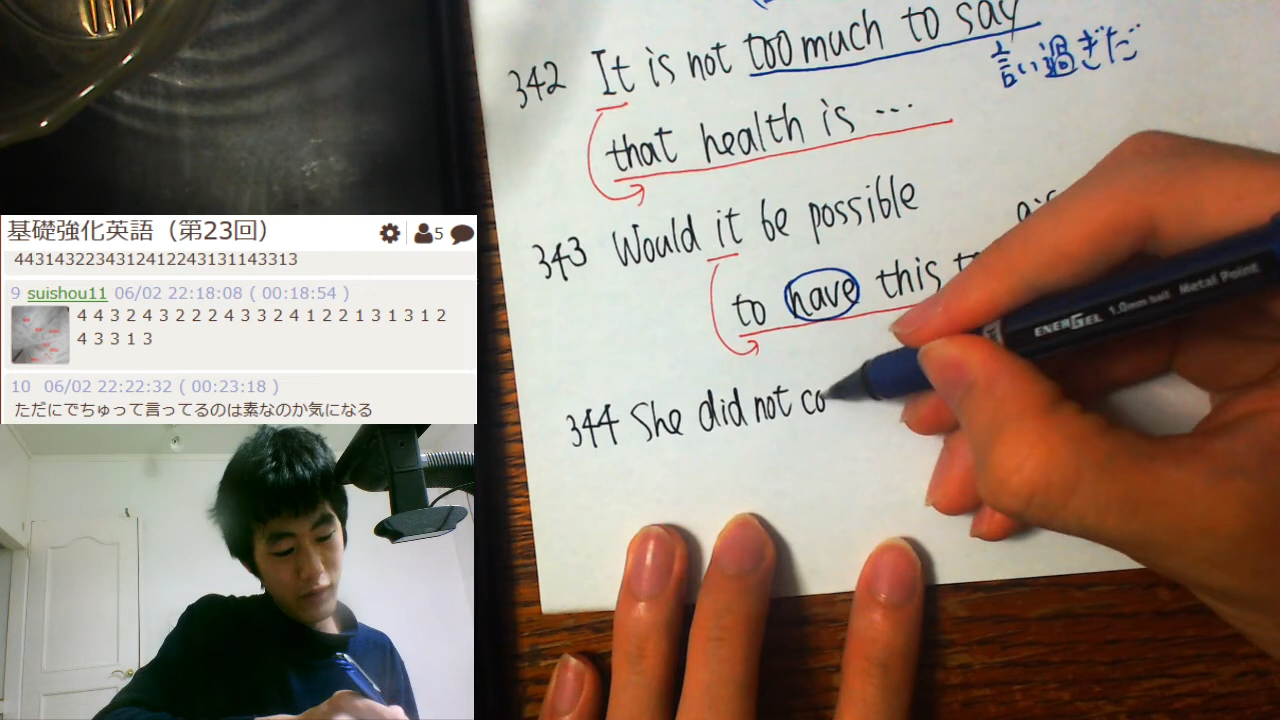 342 It is not too much to say
言い過ぎだ
that health is ...
343 Would it be possible
to have this
344 She did not co
ENERGEL 1.0mm ball Metal Point
基礎強化英語（第23回）
5
4431432234312412243131143313
9 suishou11 06/02 22:18:08 ( 00:18:54 )
4 4 3 2 4 3 2 2 2 4 3 3 2 4 1 2 2 1 3 1 3 1 2
4 3 3 1 3
10 06/02 22:22:32 ( 00:23:18 )
ただにでちゅって言ってるのは素なのか気になる